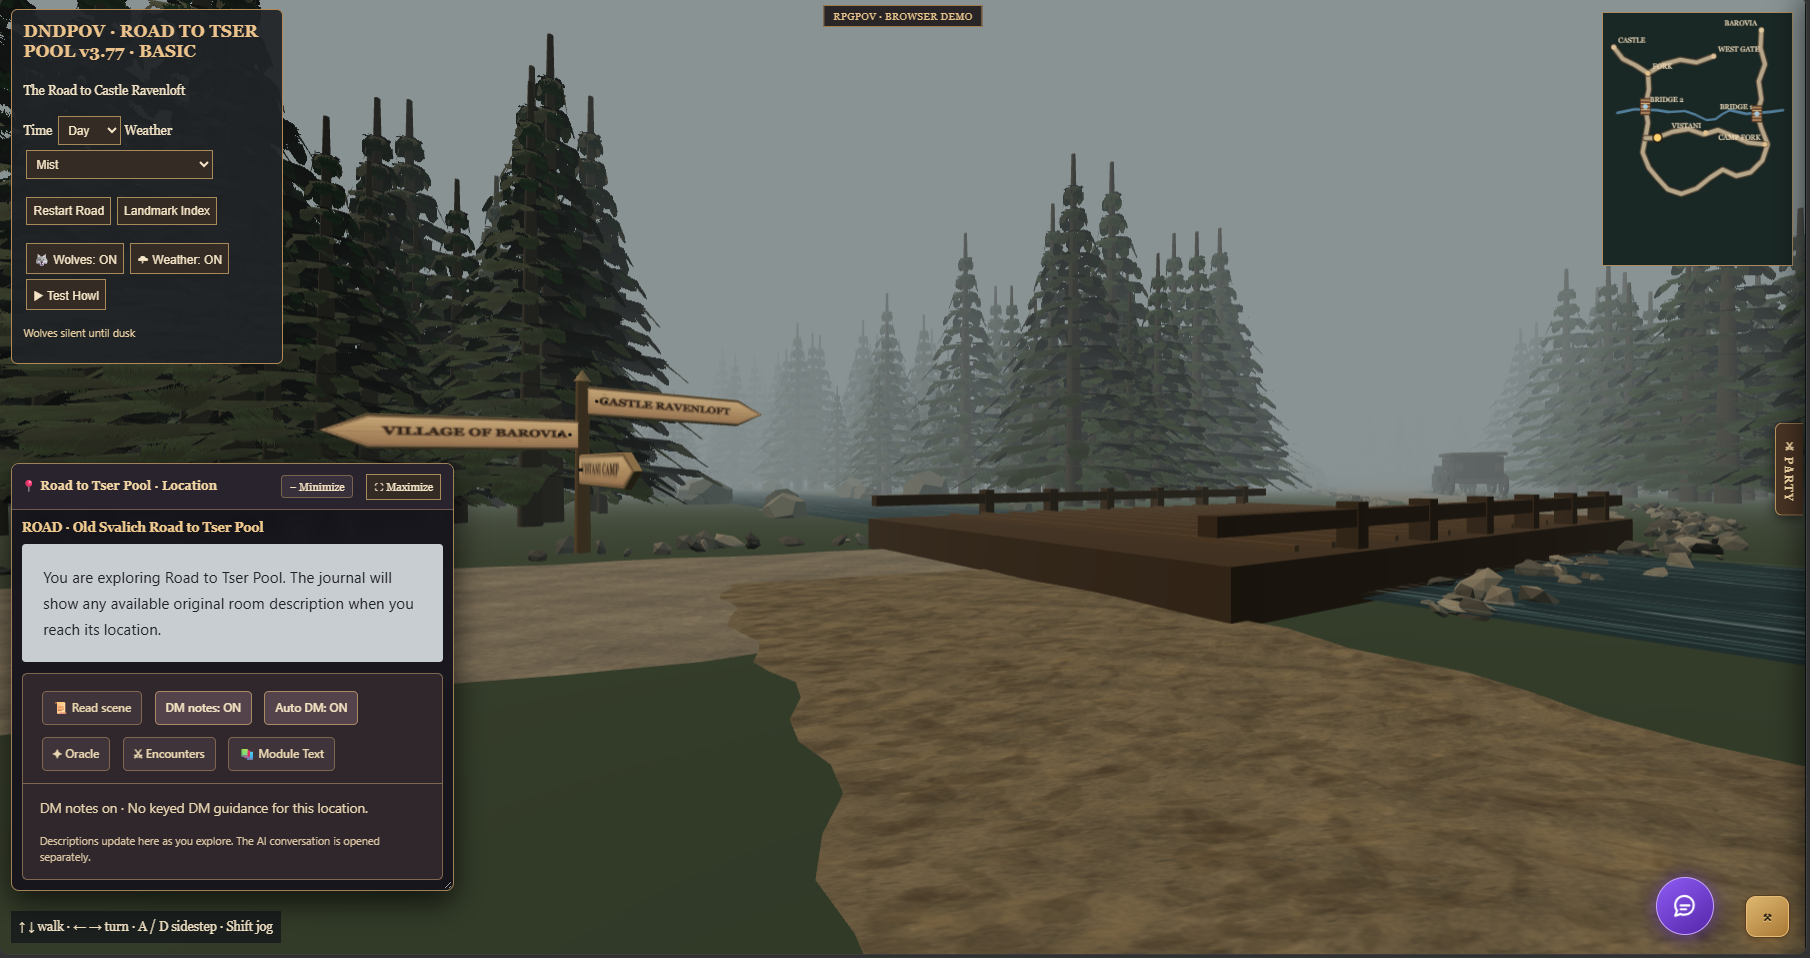 DNDPOV · ROAD TO TSER
POOL v3.77 · BASIC
The Road to Castle Ravenloft
Time Day Weather
Mist
Restart Road Landmark Index
Wolves: ON Weather: ON
Test Howl
Wolves silent until dusk
RPGPOV · BROWSER DEMO
BAROVIA
CASTLE
WEST GATE
FORK
BRIDGE 2
BRIDGE 1
VISTANI
CAMP FORK
•CASTLE RAVENLOFT
VILLAGE OF BAROVIA•
CAMP
PARTY
Road to Tser Pool · Location – Minimize Maximize
ROAD · Old Svalich Road to Tser Pool
You are exploring Road to Tser Pool. The journal will
show any available original room description when you
reach its location.
Read scene DM notes: ON Auto DM: ON
Oracle Encounters Module Text
DM notes on · No keyed DM guidance for this location.
Descriptions update here as you explore. The AI conversation is opened
separately.
↑↓ walk · ←→ turn · A / D sidestep · Shift jog